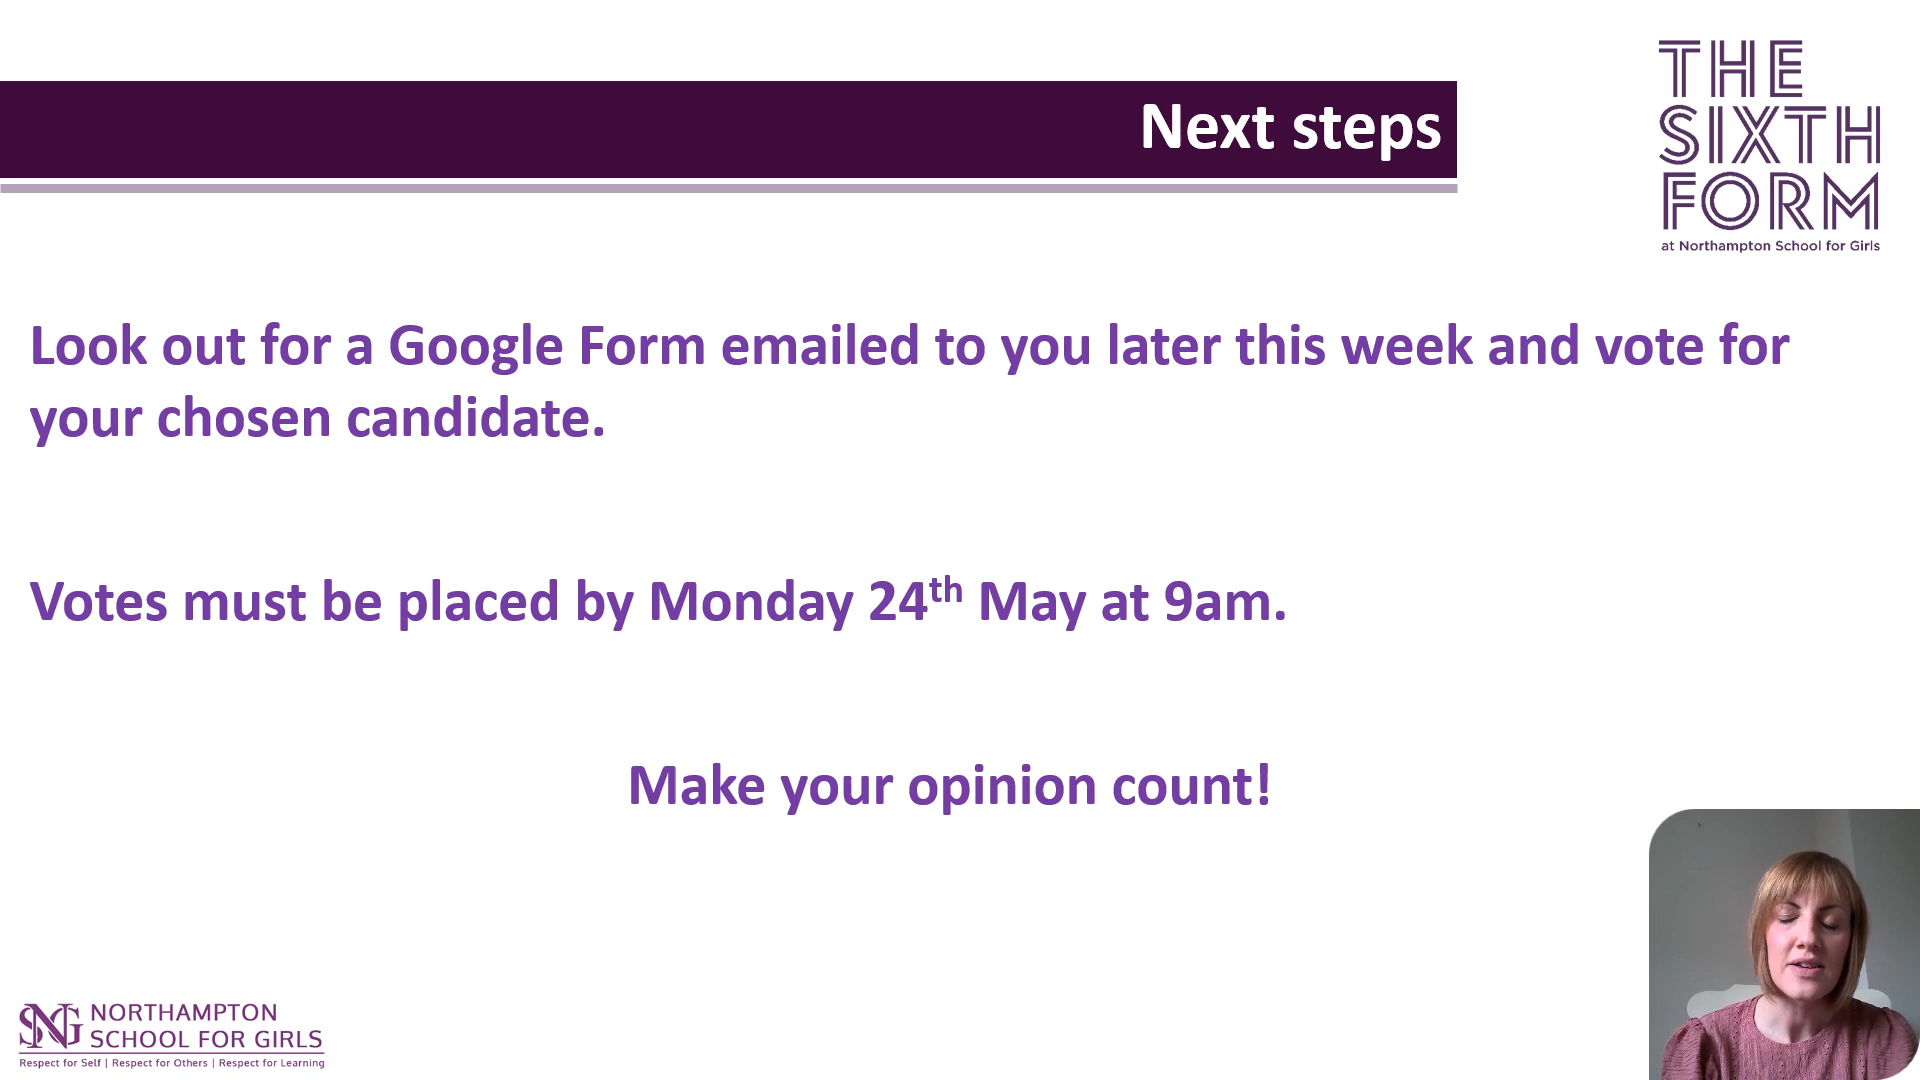 Next steps
THE
SIXTH
FORM
at Northampton School for Girls
Look out for a Google Form emailed to you later this week and vote for
your chosen candidate.
Votes must be placed by Monday 24th May at 9am.
Make your opinion count!
SNG NORTHAMPTON
SCHOOL FOR GIRLS
Respect for Self | Respect for Others | Respect for Learning